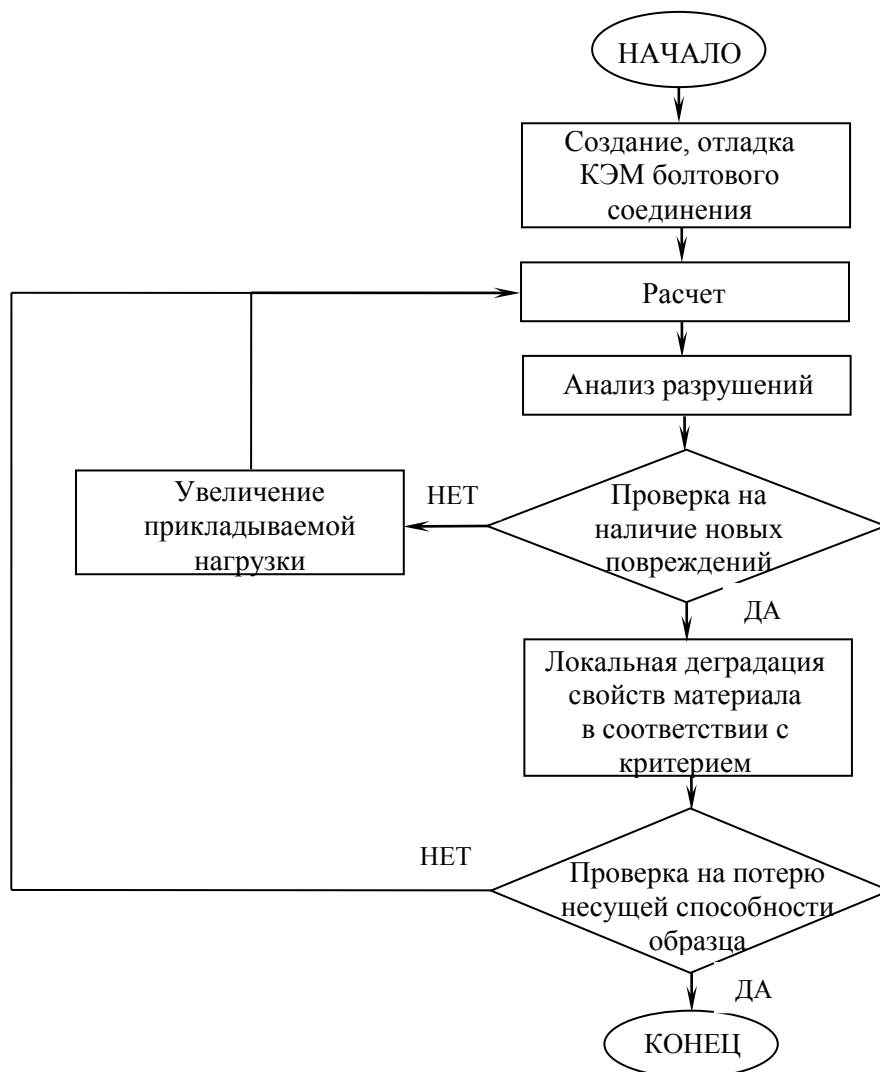 НАЧАЛО
Создание, отладка
КЭМ болтового
соединения
Расчет
Анализ разрушений
Проверка на
наличие новых
повреждений
НЕТ
Увеличение
прикладываемой
нагрузки
ДА
Локальная деградация
свойств материала
в соответствии с
критерием
Проверка на потерю
несущей способности
образца
НЕТ
ДА
КОНЕЦ